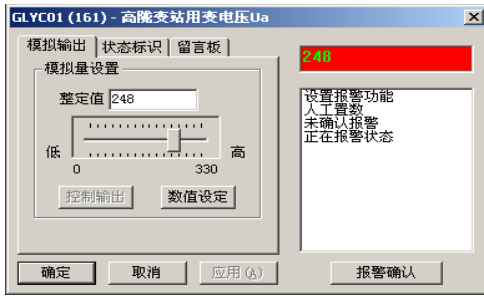 GLYC01 (161) - 高陇变站用变电压Ua
模拟输出 状态标识 留言板
模拟量设置
整定值 248
低 高
0 330
控制输出 数值设定
248
设置报警功能
人工置数
未确认报警
正在报警状态
确定 取消 应用(A) 报警确认